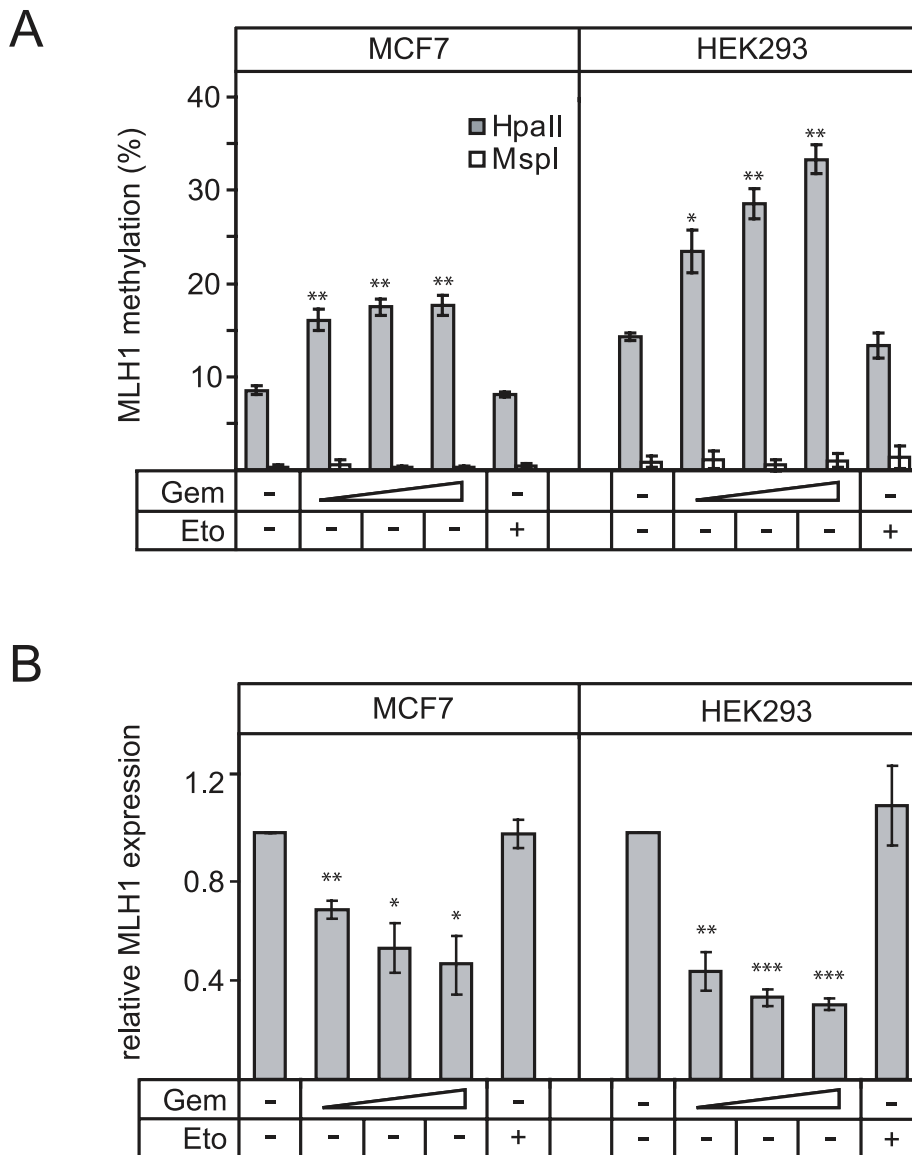 A
MCF7 HEK293
MLH1 methylation (%)
40
30
20
10
HpaII
MspI
** ** ** * ** **
Gem - - - -
Eto - - - - + - - - - +
B
MCF7 HEK293
relative MLH1 expression
1.2
0.8
0.4
** * * ** *** ***
Gem - - - -
Eto - - - - + - - - - +